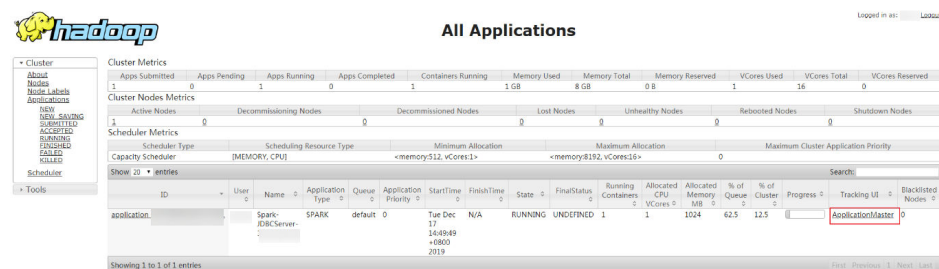 Logged in as: Logou
hadoop
All Applications
Cluster
About
Nodes
Node Labels
Applications
NEW
NEW_SAVING
SUBMITTED
ACCEPTED
RUNNING
FINISHED
FAILED
KILLED
Scheduler
Tools
Cluster Metrics
Apps Submitted Apps Pending Apps Running Apps Completed Containers Running Memory Used Memory Total Memory Reserved VCores Used VCores Total VCores Reserved
1 0 1 0 1 1 GB 8 GB 0 B 1 16 0
Cluster Nodes Metrics
Active Nodes Decommissioning Nodes Decommissioned Nodes Lost Nodes Unhealthy Nodes Rebooted Nodes Shutdown Nodes
1 0 0 0 0 0 0
Scheduler Metrics
Scheduler Type Scheduling Resource Type Minimum Allocation Maximum Allocation Maximum Cluster Application Priority
Capacity Scheduler [MEMORY, CPU] <memory:512, vCores:1> <memory:8192, vCores:16> 0
Show 20 entries Search:
ID User Name Application Type Queue Application Priority StartTime FinishTime State FinalStatus Running Containers Allocated CPU VCores Allocated Memory MB % of Queue % of Cluster Progress Tracking UI Blacklisted Nodes
application_ Spark- SPARK default 0 Tue Dec N/A RUNNING UNDEFINED 1 1 1024 62.5 12.5 ApplicationMaster 0
JDBCServer- 17
14:49:49
+0800
2019
Showing 1 to 1 of 1 entries First Previous 1 Next Last